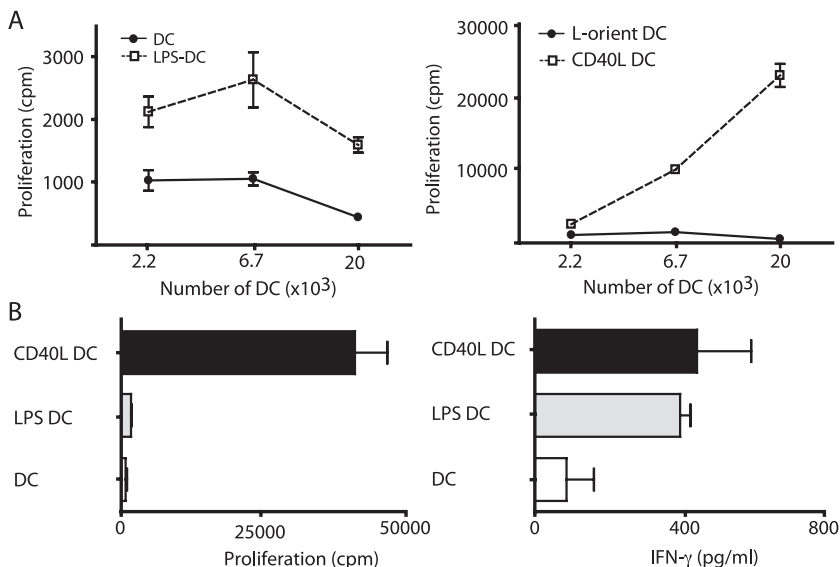 A
DC
LPS-DC
Proliferation (cpm)
3000
2000
1000
2.2 6.7 20
Number of DC (x10³)
L-orient DC
CD40L DC
Proliferation (cpm)
30000
20000
10000
0
2.2 6.7 20
Number of DC (x10³)
B
CD40L DC
LPS DC
DC
0 25000 50000
Proliferation (cpm)
CD40L DC
LPS DC
DC
0 400 800
IFN-γ (pg/ml)